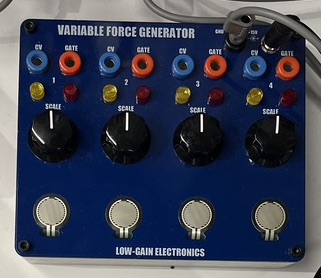 VARIABLE FORCE GENERATOR
CV GATE CV GATE CV GATE CV GATE
1 2 3 4
SCALE SCALE SCALE SCALE
LOW-GAIN ELECTRONICS